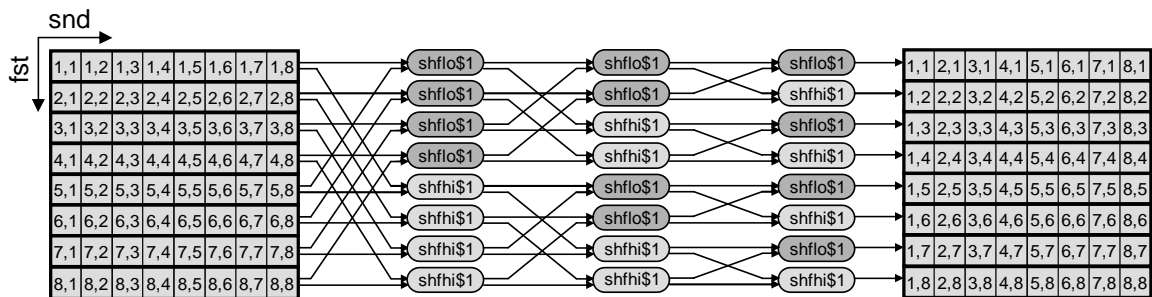 snd
fst
1,1 1,2 1,3 1,4 1,5 1,6 1,7 1,8 shflo$1 shflo$1 shflo$1 1,1 2,1 3,1 4,1 5,1 6,1 7,1 8,1
2,1 2,2 2,3 2,4 2,5 2,6 2,7 2,8 shflo$1 shflo$1 shfhi$1 1,2 2,2 3,2 4,2 5,2 6,2 7,2 8,2
3,1 3,2 3,3 3,4 3,5 3,6 3,7 3,8 shflo$1 shfhi$1 shflo$1 1,3 2,3 3,3 4,3 5,3 6,3 7,3 8,3
4,1 4,2 4,3 4,4 4,5 4,6 4,7 4,8 shflo$1 shfhi$1 shfhi$1 1,4 2,4 3,4 4,4 5,4 6,4 7,4 8,4
5,1 5,2 5,3 5,4 5,5 5,6 5,7 5,8 shfhi$1 shflo$1 shflo$1 1,5 2,5 3,5 4,5 5,5 6,5 7,5 8,5
6,1 6,2 6,3 6,4 6,5 6,6 6,7 6,8 shfhi$1 shflo$1 shfhi$1 1,6 2,6 3,6 4,6 5,6 6,6 7,6 8,6
7,1 7,2 7,3 7,4 7,5 7,6 7,7 7,8 shfhi$1 shfhi$1 shflo$1 1,7 2,7 3,7 4,7 5,7 6,7 7,7 8,7
8,1 8,2 8,3 8,4 8,5 8,6 8,7 8,8 shfhi$1 shfhi$1 shfhi$1 1,8 2,8 3,8 4,8 5,8 6,8 7,8 8,8